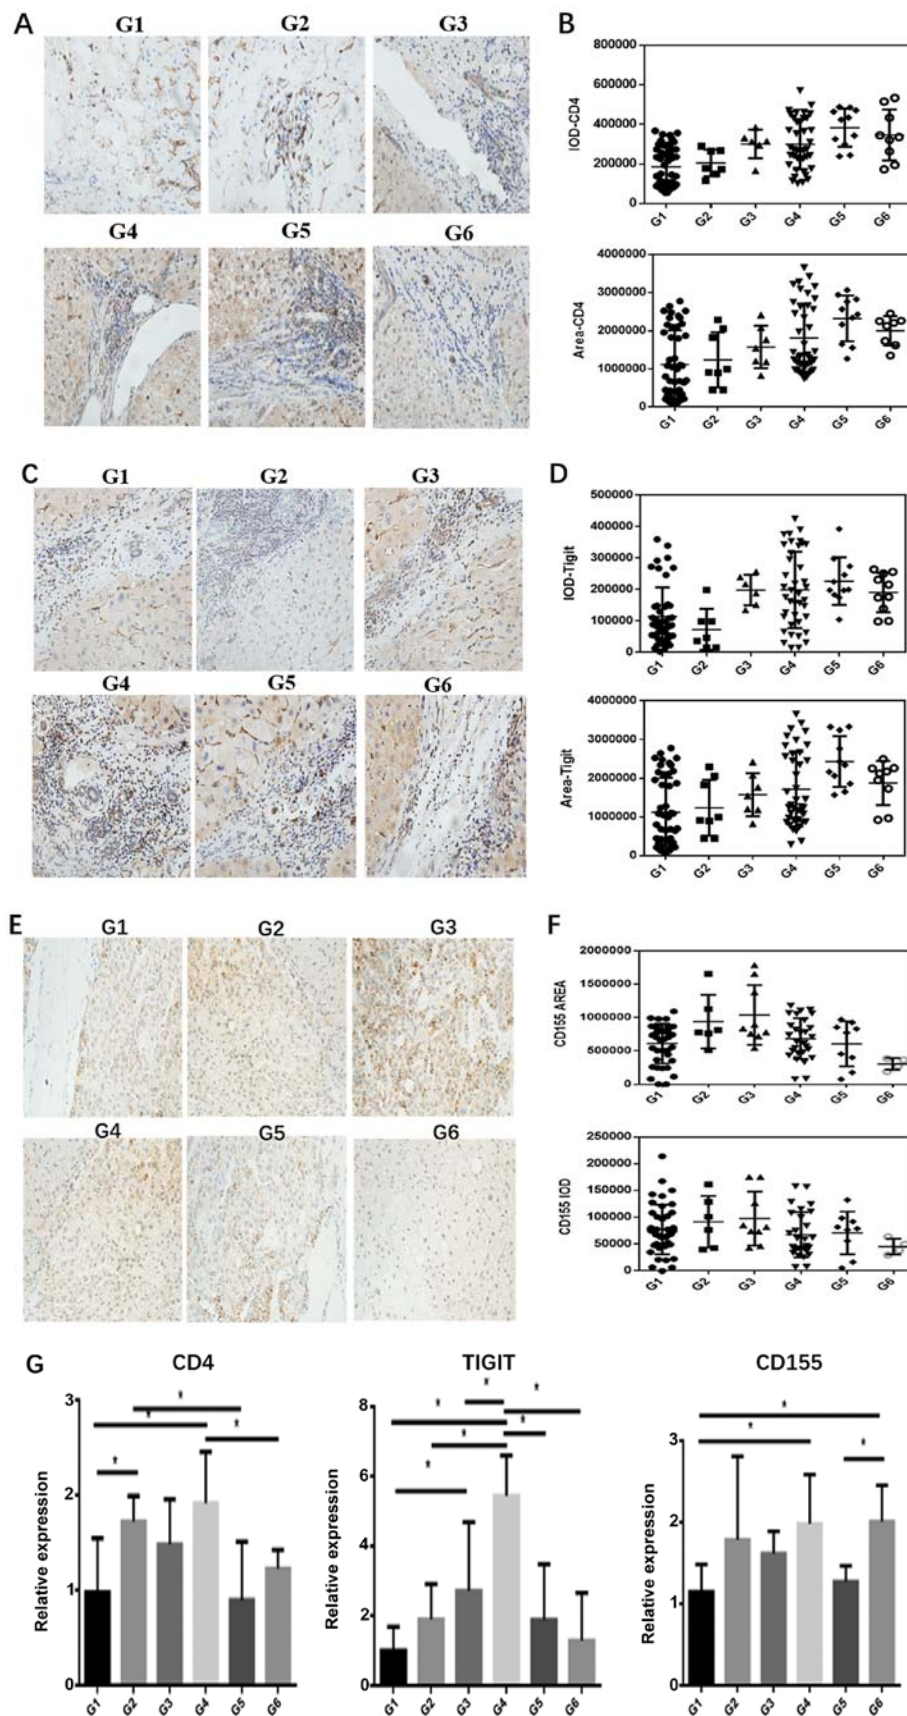 A
G1 G2 G3
G4 G5 G6
B
800000
600000
400000
200000
0
IOD-CD4
G1 G2 G3 G4 G5 G6
4000000
3000000
2000000
1000000
0
Area-CD4
G1 G2 G3 G4 G5 G6
C
G1 G2 G3
G4 G5 G6
D
500000
400000
300000
200000
100000
0
IOD-Tigit
G1 G2 G3 G4 G5 G6
4000000
3000000
2000000
1000000
0
Area-Tigit
G1 G2 G3 G4 G5 G6
E
G1 G2 G3
G4 G5 G6
F
2000000
1500000
1000000
500000
0
CD155 AREA
G1 G2 G3 G4 G5 G6
250000
200000
150000
100000
50000
0
CD155 IOD
G1 G2 G3 G4 G5 G6
G
CD4
3
2
1
0
Relative expression
* * * *
G1 G2 G3 G4 G5 G6
TIGIT
8
6
4
2
0
Relative expression
* * * * * *
G1 G2 G3 G4 G5 G6
CD155
3
2
1
0
Relative expression
* * *
G1 G2 G3 G4 G5 G6